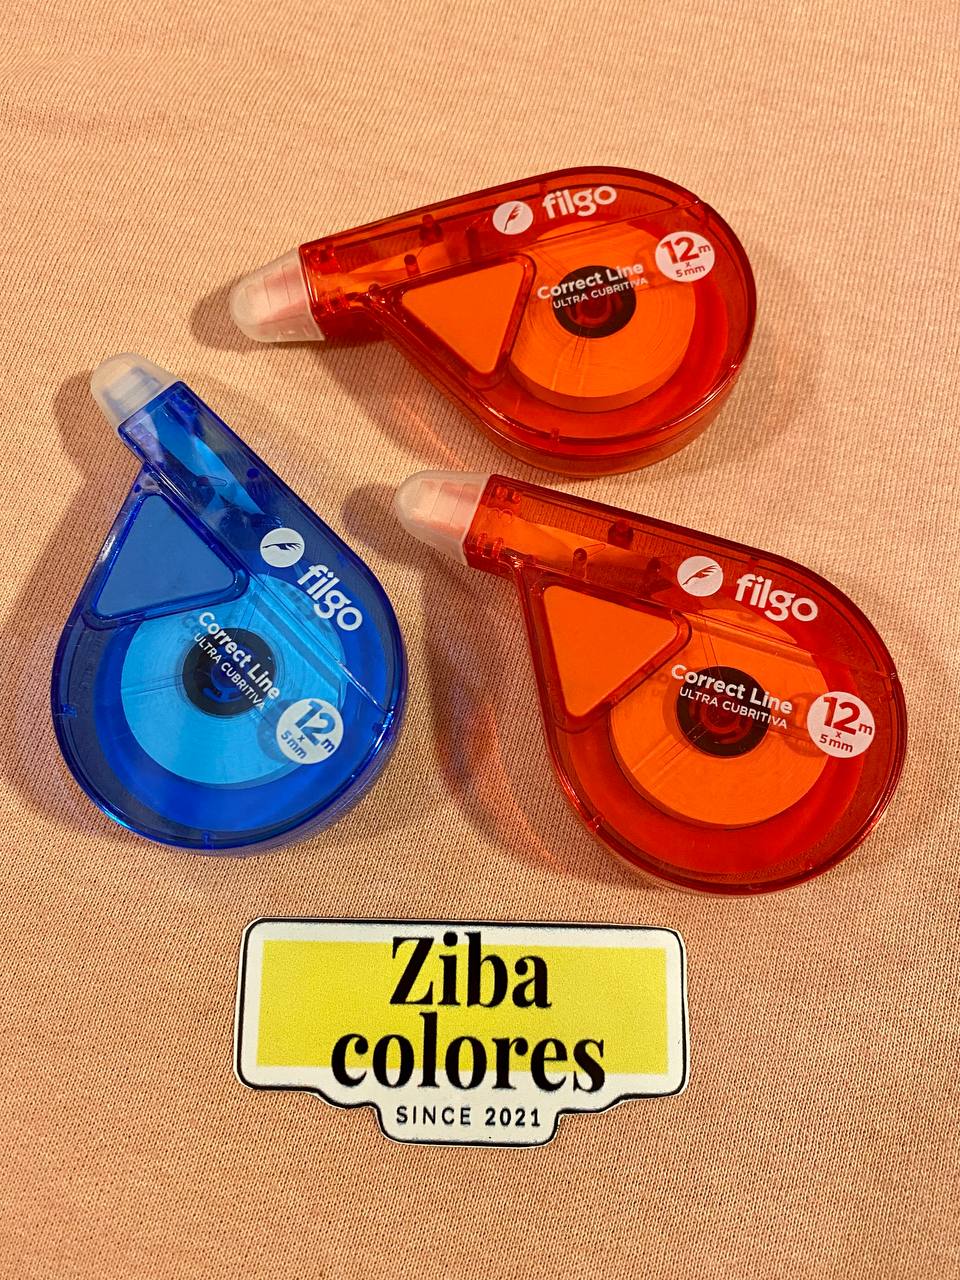 filgo
12m
x
5mm
Correct Line
ULTRA CUBRITIVA
filgo
Correct Line
ULTRA CUBRITIVA
12m
x
5mm
filgo
Correct Line
ULTRA CUBRITIVA
12m
x
5mm
Ziba
colores
SINCE 2021